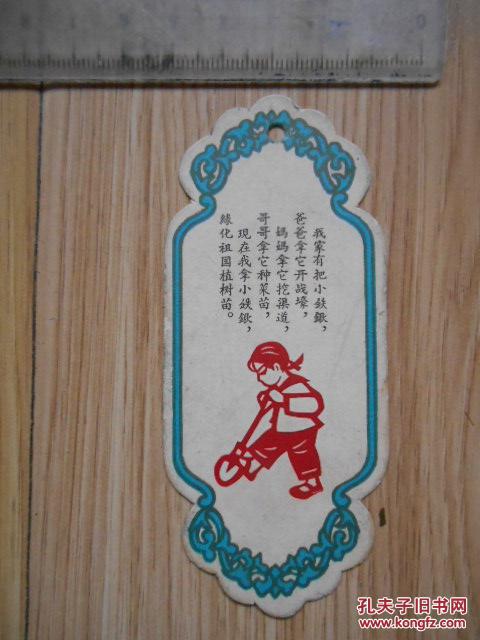 我家有把小鉄鍬，
爸爸拿它开战壕，
媽媽拿它挖渠道，
哥哥拿它种菜苗，
現在我拿小鉄鍬，
緑化祖国植树苗。
孔夫子旧书网
www.kongfz.com